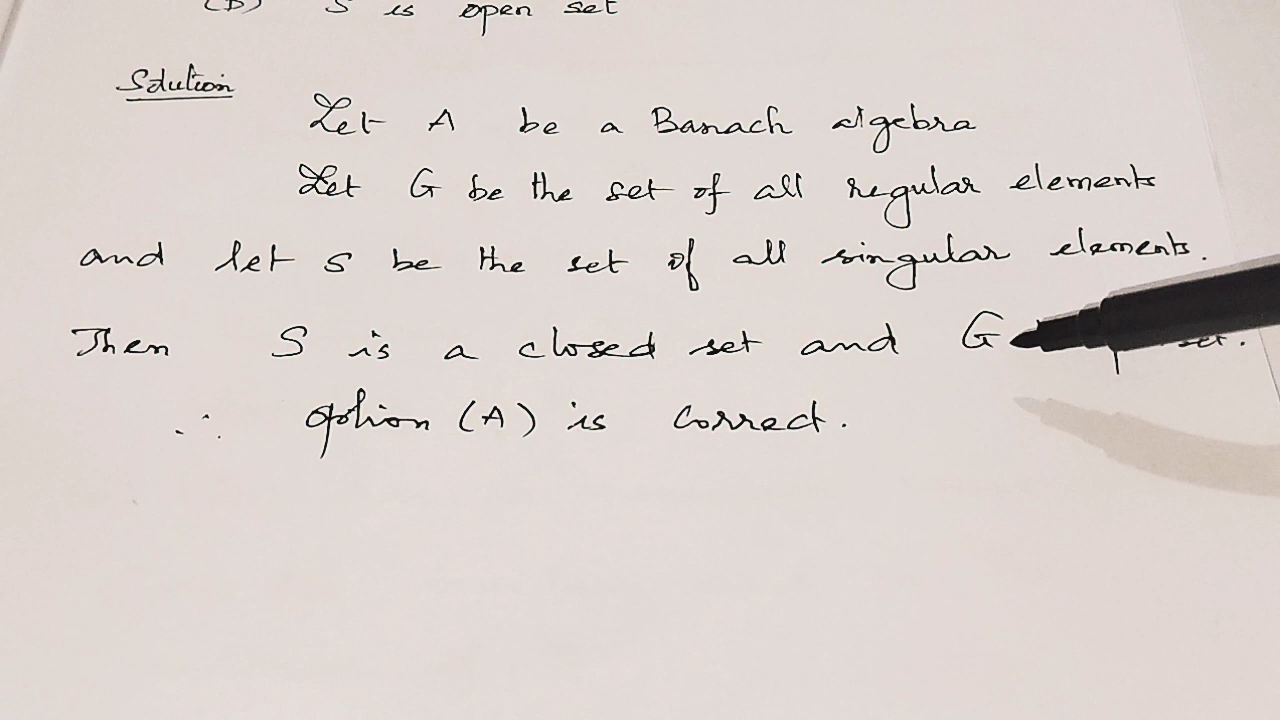 (D) S is open set
Solution
Let A be a Banach algebra
Let G be the set of all regular elements
and let S be the set of all singular elements.
Then S is a closed set and G set.
∴ option (A) is correct.